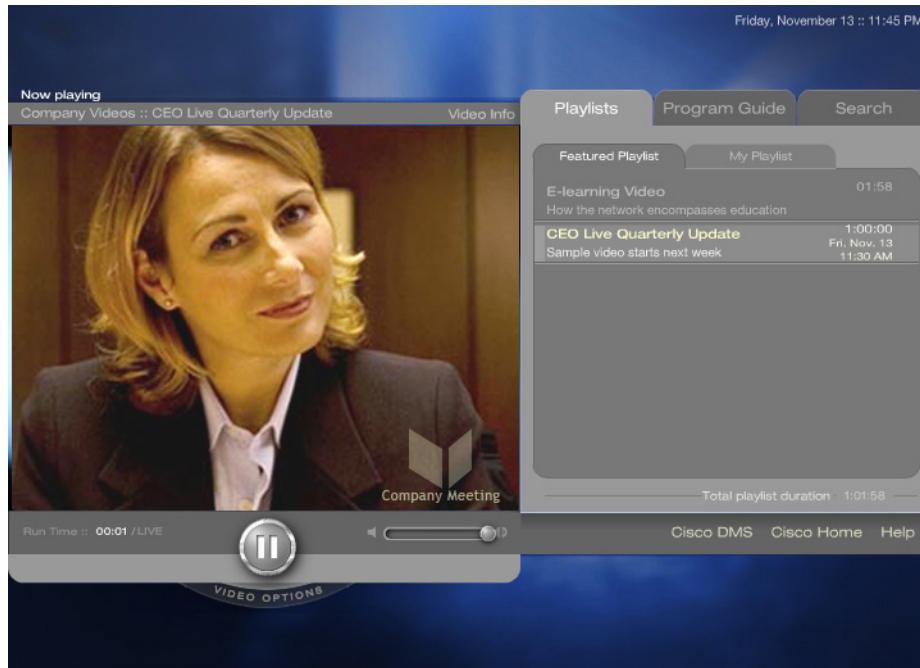 Friday, November 13 :: 11:45 PM
Now playing
Company Videos :: CEO Live Quarterly Update
Video Info
Playlists
Program Guide
Search
Featured Playlist
My Playlist
E-learning Video
01:58
How the network encompasses education
CEO Live Quarterly Update
1:00:00
Fri. Nov. 13
Sample video starts next week
11:30 AM
Company Meeting
Total playlist duration 1:01:58
Run Time :: 00:01 / LIVE
Cisco DMS
Cisco Home
Help
VIDEO OPTIONS